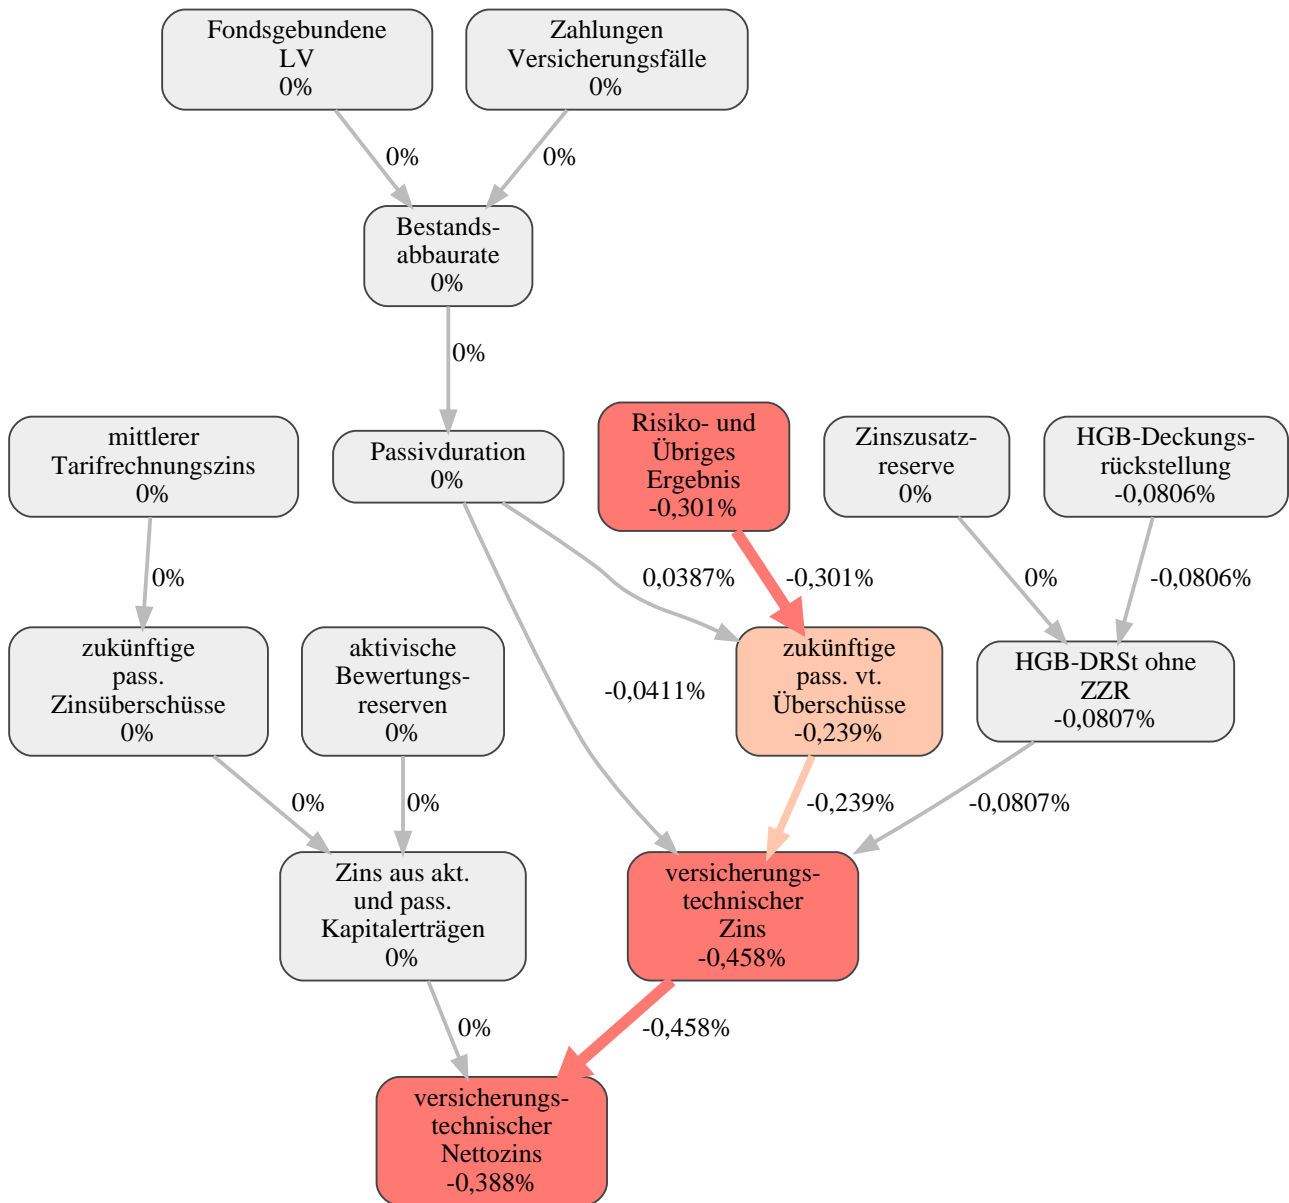 Fondsgebundene
LV
0%
Zahlungen
Versicherungsfälle
0%
0%
0%
Bestands-
abbaurate
0%
0%
mittlerer
Tarifrechnungszins
0%
Passivduration
0%
Risiko- und
Übriges
Ergebnis
-0,301%
Zinszusatz-
reserve
0%
HGB-Deckungs-
rückstellung
-0,0806%
0%
0,0387%
-0,301%
0%
-0,0806%
zukünftige
pass.
Zinsüberschüsse
0%
aktivische
Bewertungs-
reserven
0%
-0,0411%
zukünftige
pass. vt.
Überschüsse
-0,239%
HGB-DRSt ohne
ZZR
-0,0807%
0%
0%
-0,239%
-0,0807%
Zins aus akt.
und pass.
Kapitalerträgen
0%
versicherungs-
technischer
Zins
-0,458%
0%
-0,458%
versicherungs-
technischer
Nettozins
-0,388%